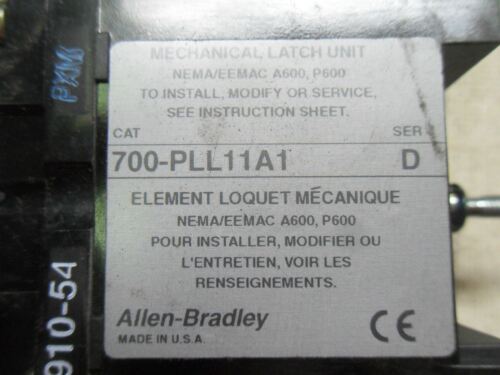 MECHANICAL LATCH UNIT
NEMA/EEMAC A600, P600
TO INSTALL, MODIFY OR SERVICE,
SEE INSTRUCTION SHEET.
CAT SER
700-PLL11A1 D
ELEMENT LOQUET MÉCANIQUE
NEMA/EEMAC A600, P600
POUR INSTALLER, MODIFIER OU
L'ENTRETIEN, VOIR LES
RENSEIGNEMENTS.
Allen-Bradley CE
MADE IN U.S.A.
910-54